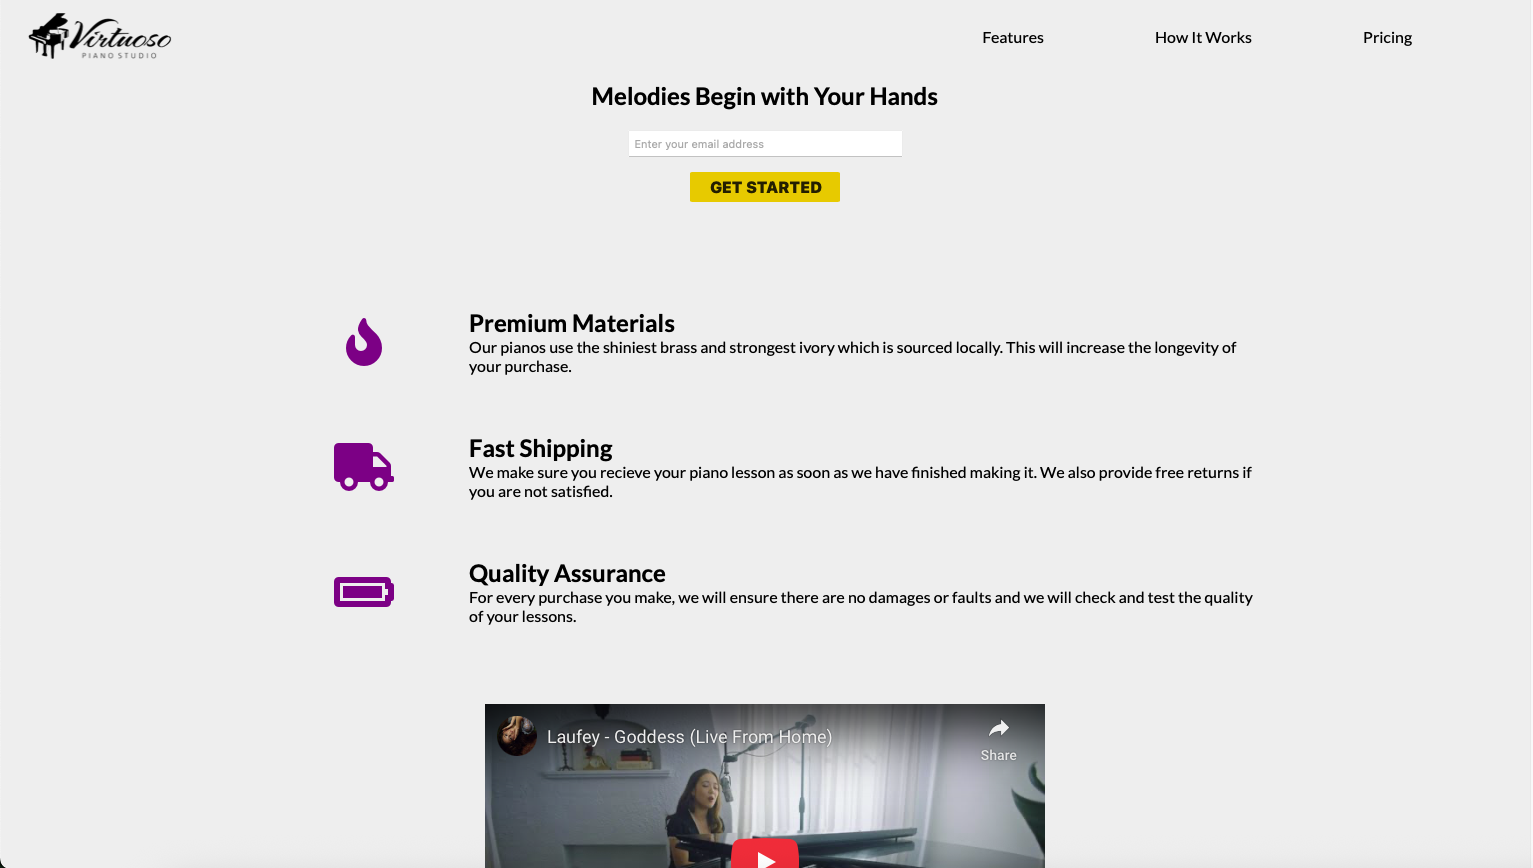 Virtuoso
PIANO STUDIO
Features
How It Works
Pricing
Melodies Begin with Your Hands
Enter your email address
GET STARTED
Premium Materials
Our pianos use the shiniest brass and strongest ivory which is sourced locally. This will increase the longevity of
your purchase.
Fast Shipping
We make sure you recieve your piano lesson as soon as we have finished making it. We also provide free returns if
you are not satisfied.
Quality Assurance
For every purchase you make, we will ensure there are no damages or faults and we will check and test the quality
of your lessons.
Laufey - Goddess (Live From Home)
Share